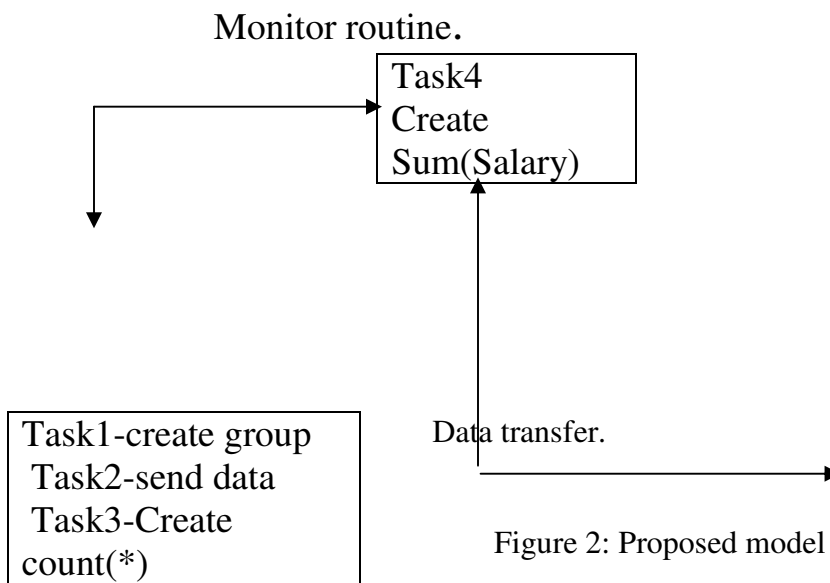 Monitor routine.
Task4
Create
Sum(Salary)
Task1-create group
Task2-send data
Task3-Create
count(*)
Data transfer.
Figure 2: Proposed model